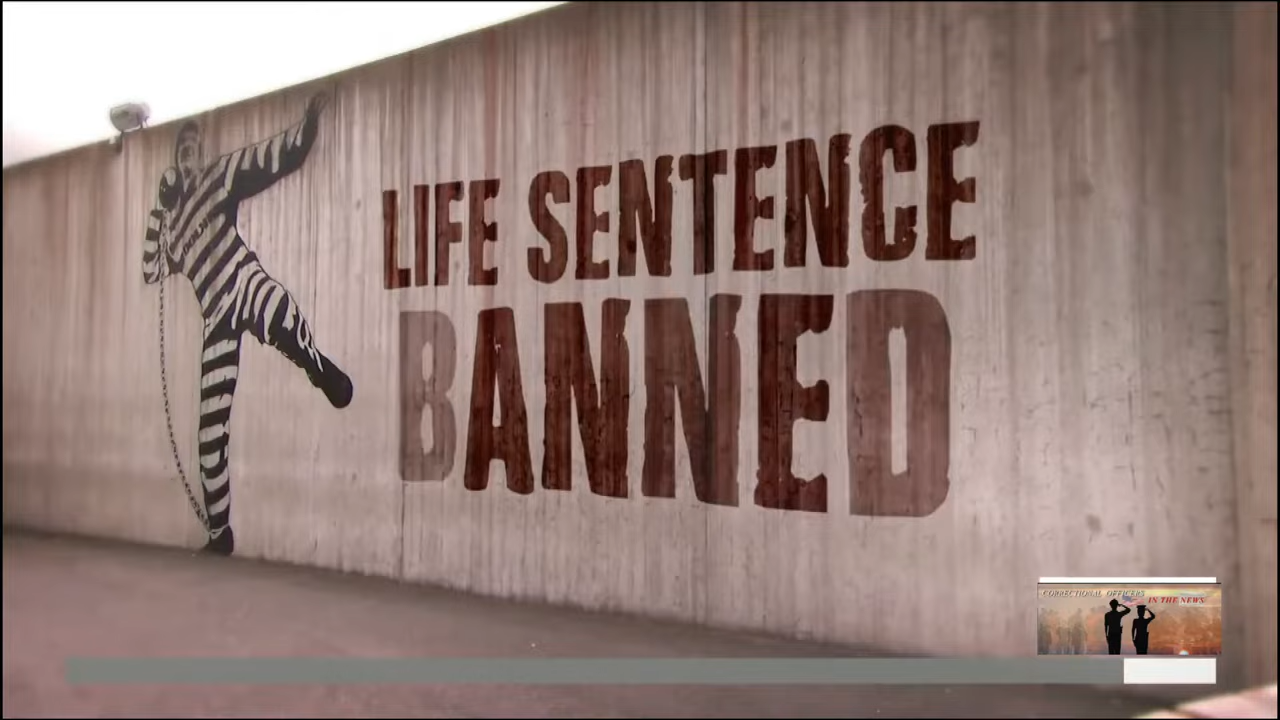 LIFE SENTENCE
BANNED
CORRECTIONAL OFFICERS
IN THE NEWS